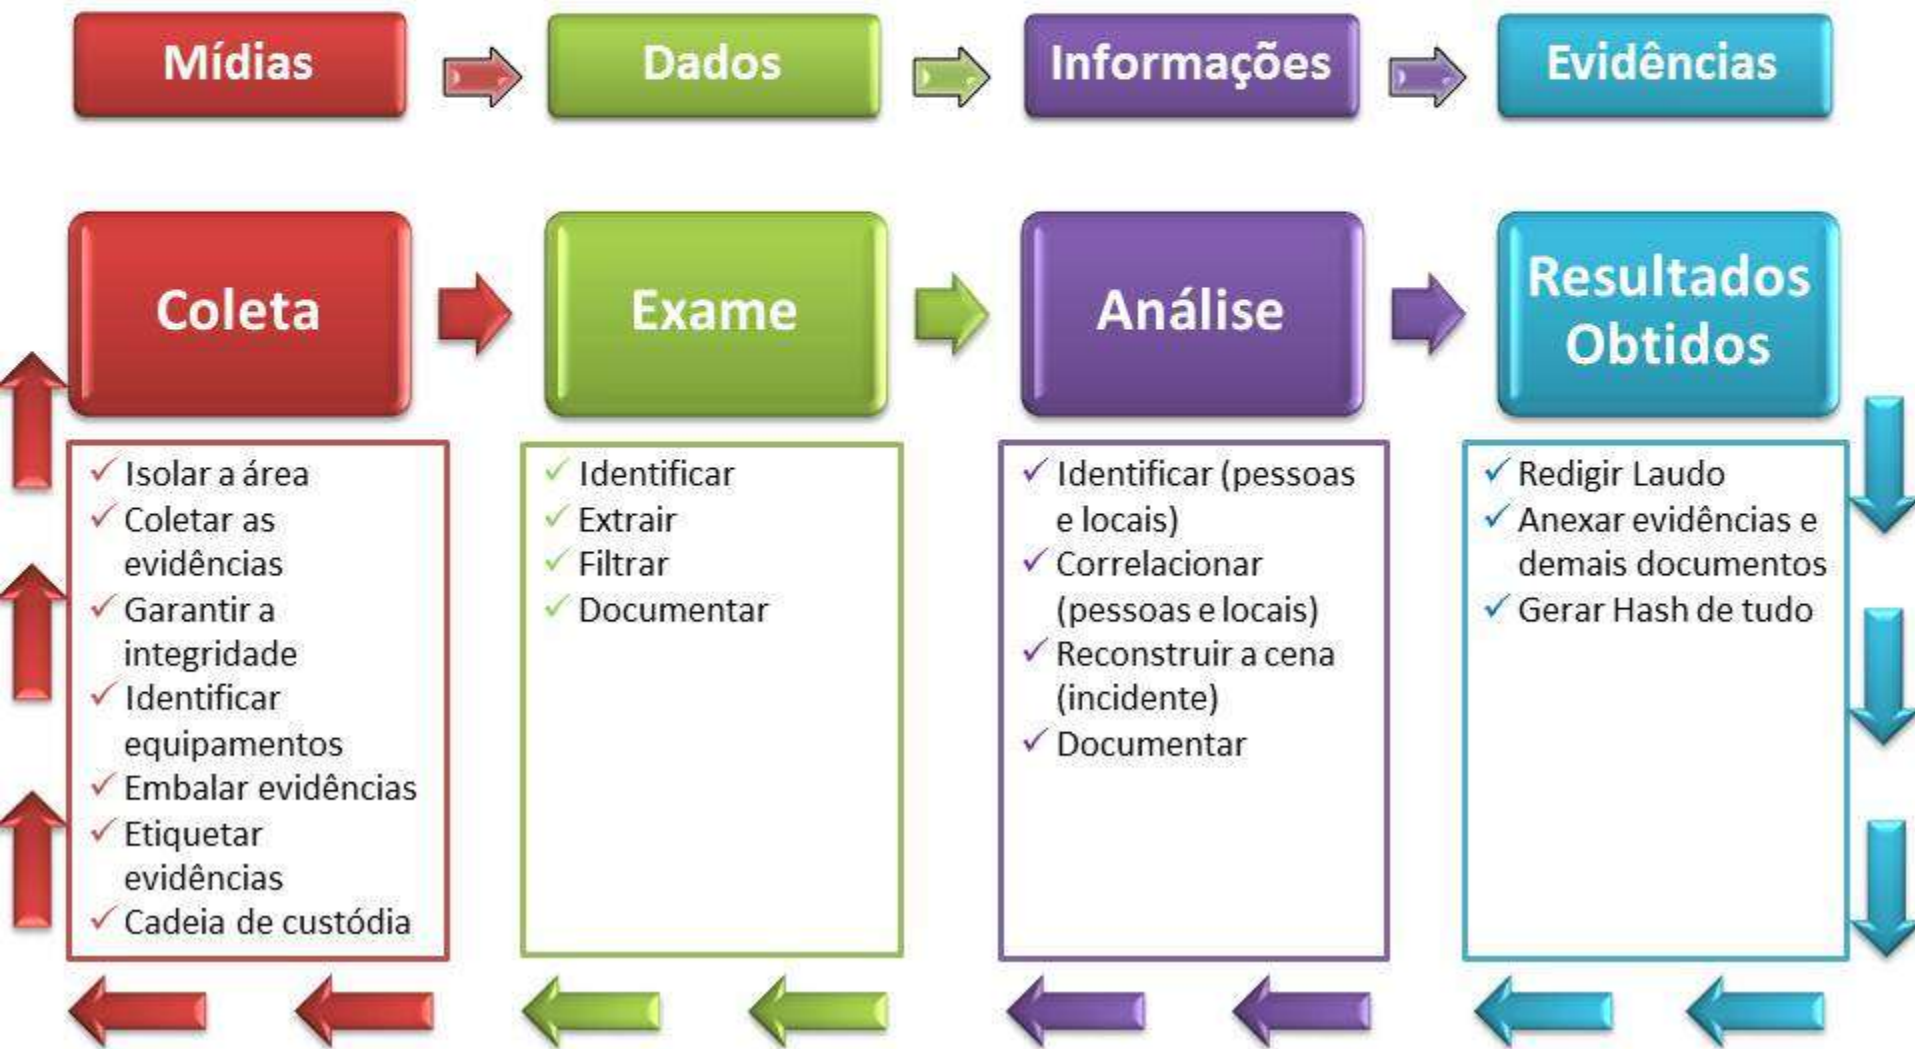 Mídias
Dados
Informações
Evidências
Coleta
Exame
Análise
Resultados
Obtidos
Isolar a área
Coletar as
evidências
Garantir a
integridade
Identificar
equipamentos
Embalar evidências
Etiquetar
evidências
Cadeia de custódia
Identificar
Extrair
Filtrar
Documentar
Identificar (pessoas
e locais)
Correlacionar
(pessoas e locais)
Reconstruir a cena
(incidente)
Documentar
Redigir Laudo
Anexar evidências e
demais documentos
Gerar Hash de tudo